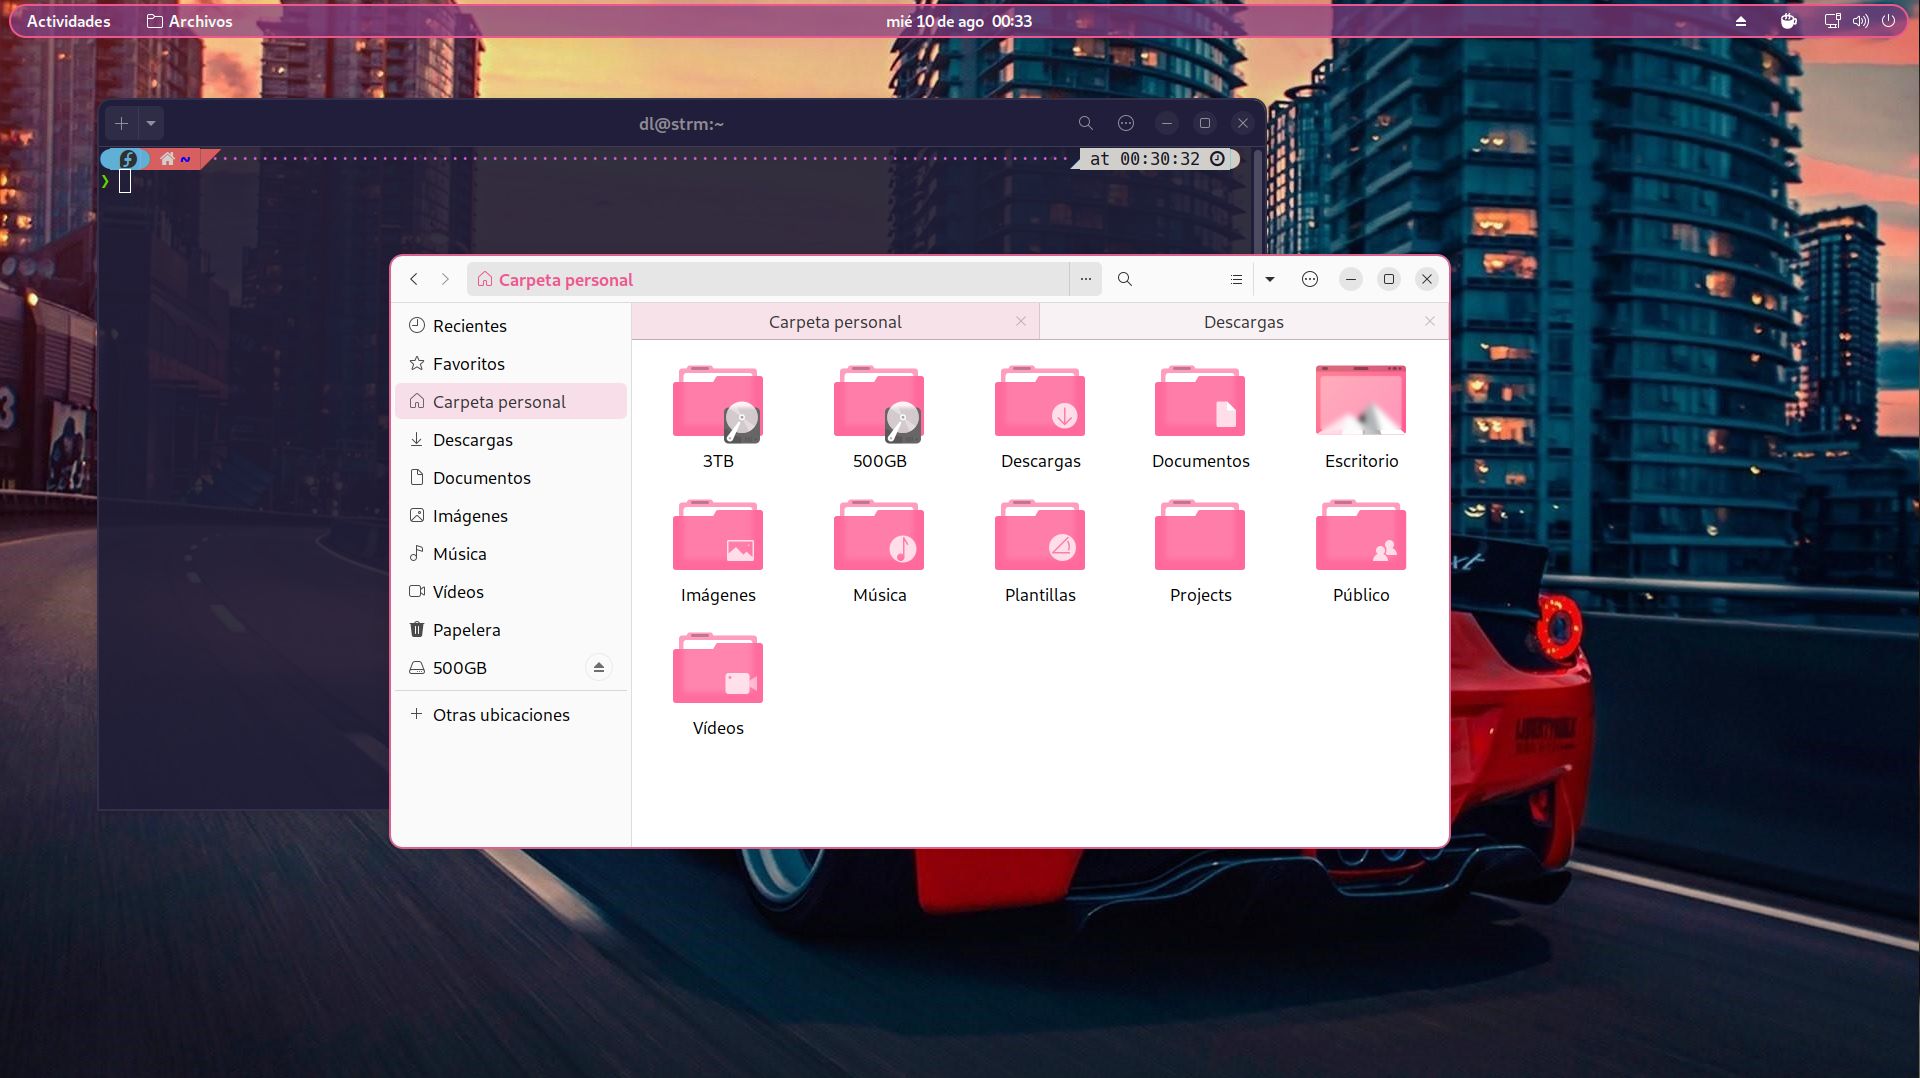 Actividades
Archivos
mié 10 de ago 00:33
dl@strm:~
~
at 00:30:32
❯
Carpeta personal
Carpeta personal
Descargas
Recientes
Favoritos
Carpeta personal
Descargas
Documentos
Imágenes
Música
Vídeos
Papelera
500GB
Otras ubicaciones
3TB
500GB
Descargas
Documentos
Escritorio
Imágenes
Música
Plantillas
Projects
Público
Vídeos
3